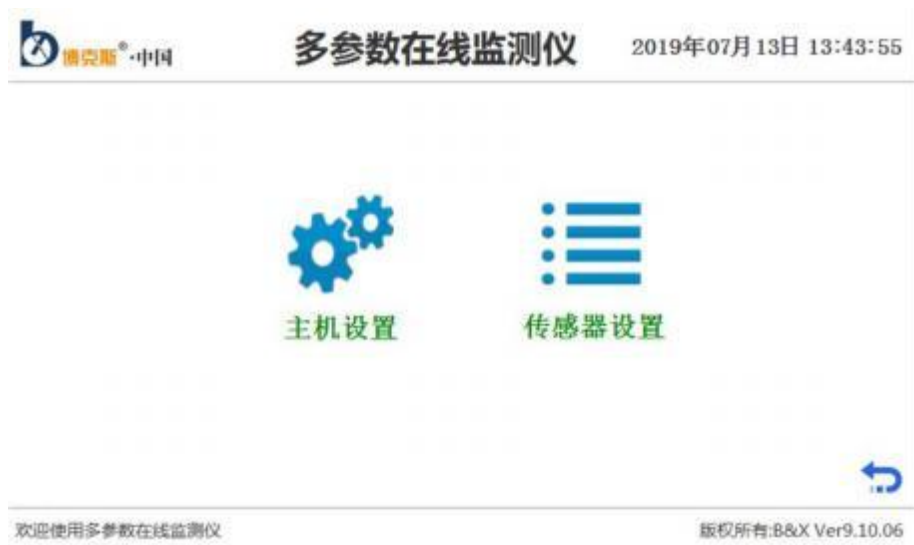 博克斯®·中国
多参数在线监测仪
2019年07月13日 13:43:55
主机设置
传感器设置
欢迎使用多参数在线监测仪
版权所有:B&X Ver9.10.06